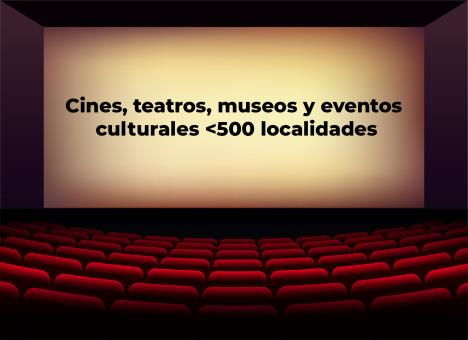 Cines, teatros, museos y eventos
culturales <500 localidades